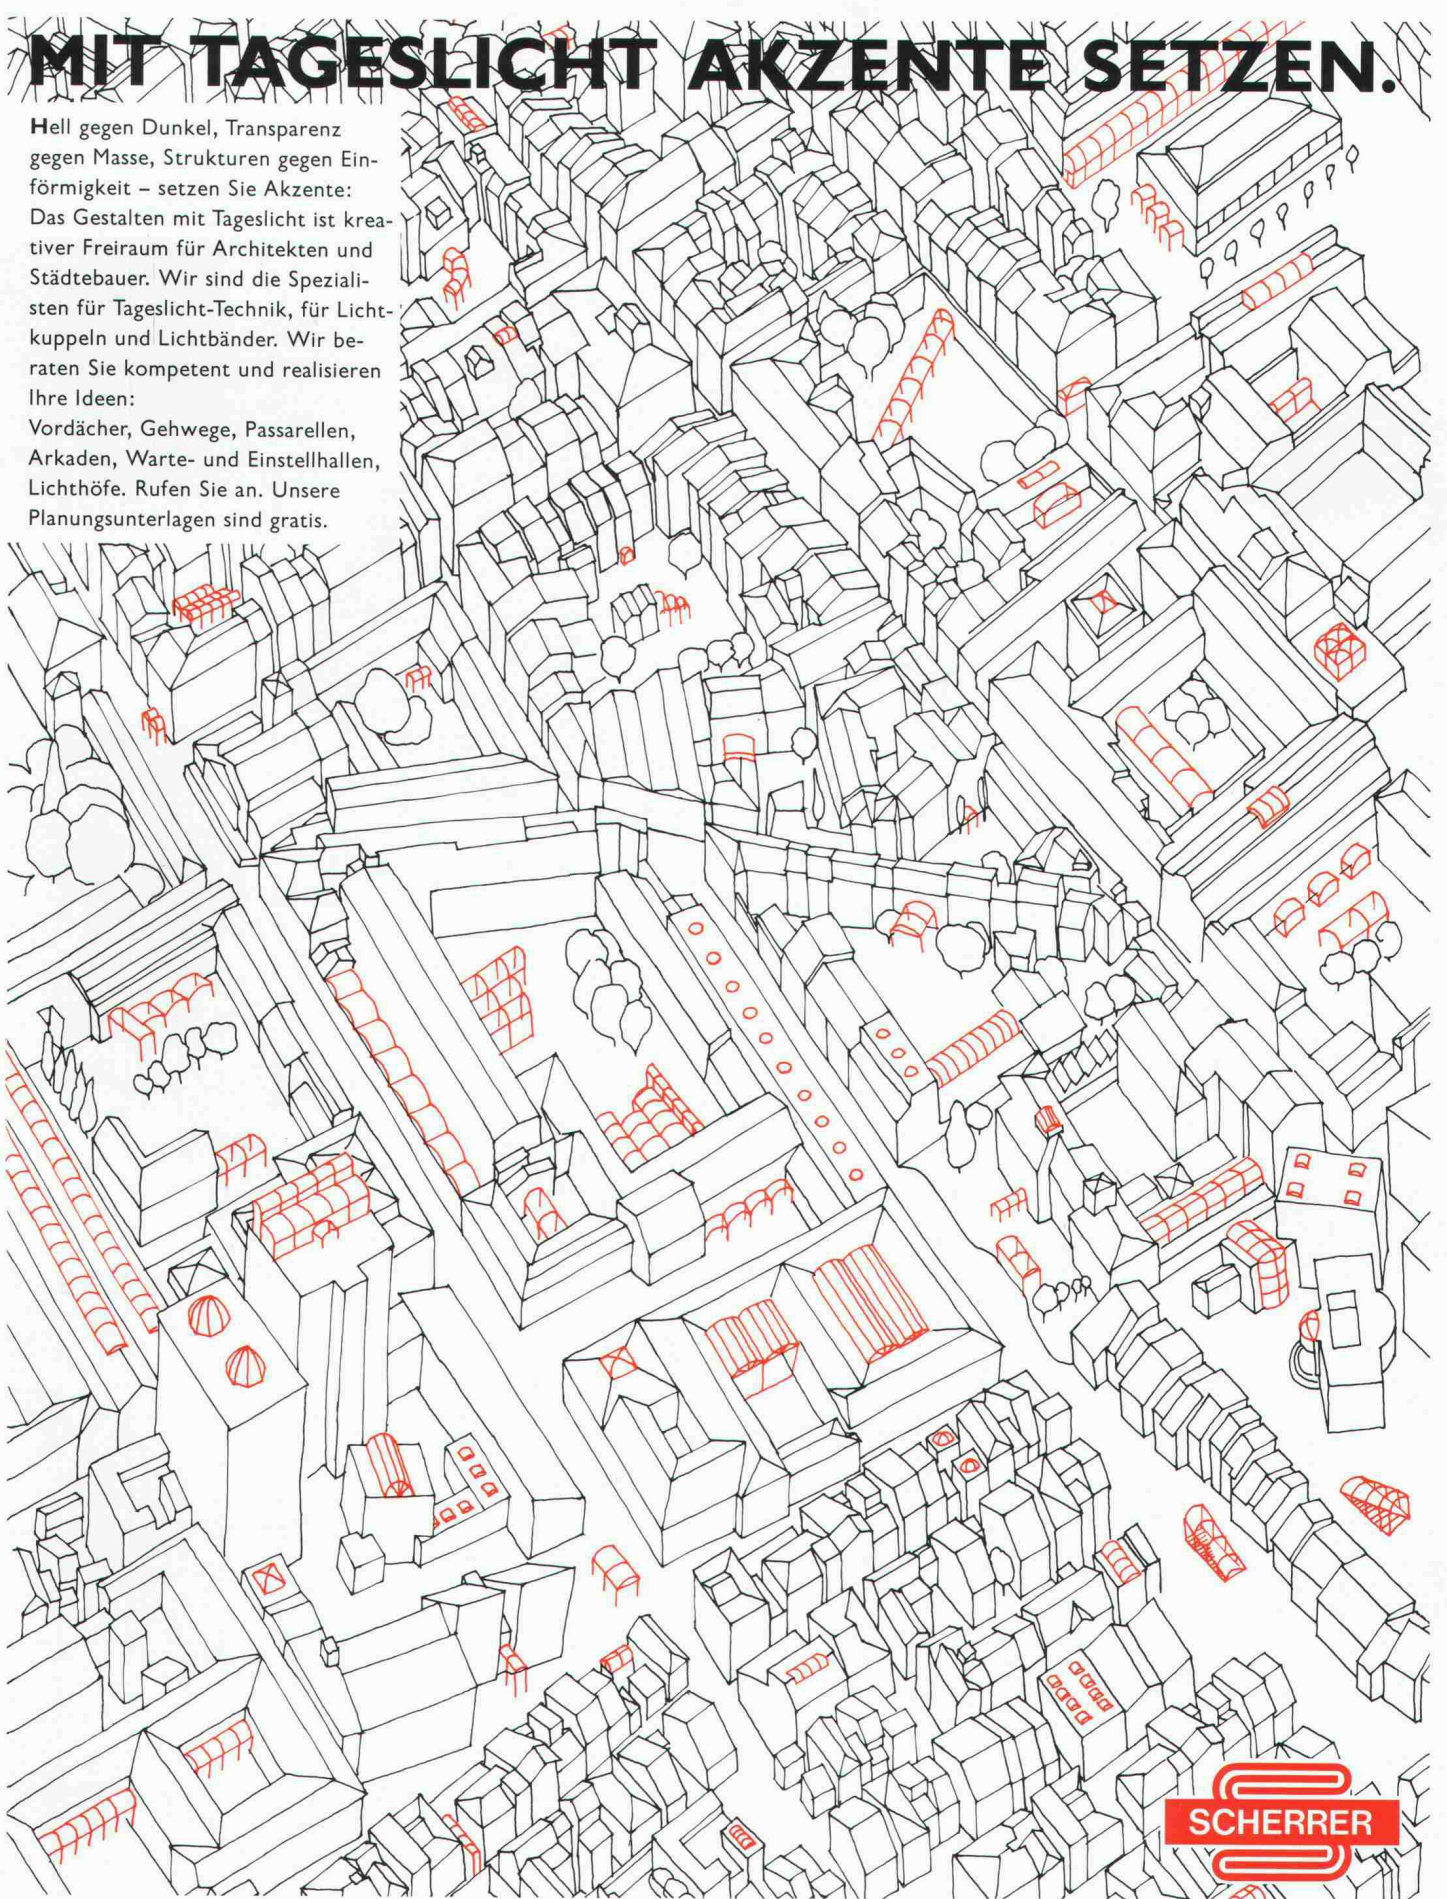 MIT TAGESLICHT AKZENTE SETZEN.
Hell gegen Dunkel, Transparenz
gegen Masse, Strukturen gegen Ein-
förmigkeit – setzen Sie Akzente:
Das Gestalten mit Tageslicht ist krea-
tiver Freiraum für Architekten und
Städtebauer. Wir sind die Speziali-
sten für Tageslicht-Technik, für Licht-
kuppeln und Lichtbänder. Wir be-
raten Sie kompetent und realisieren
Ihre Ideen:
Vordächer, Gehwege, Passarellen,
Arkaden, Warte- und Einstellhallen,
Lichthöfe. Rufen Sie an. Unsere
Planungsunterlagen sind gratis.
SCHERRER